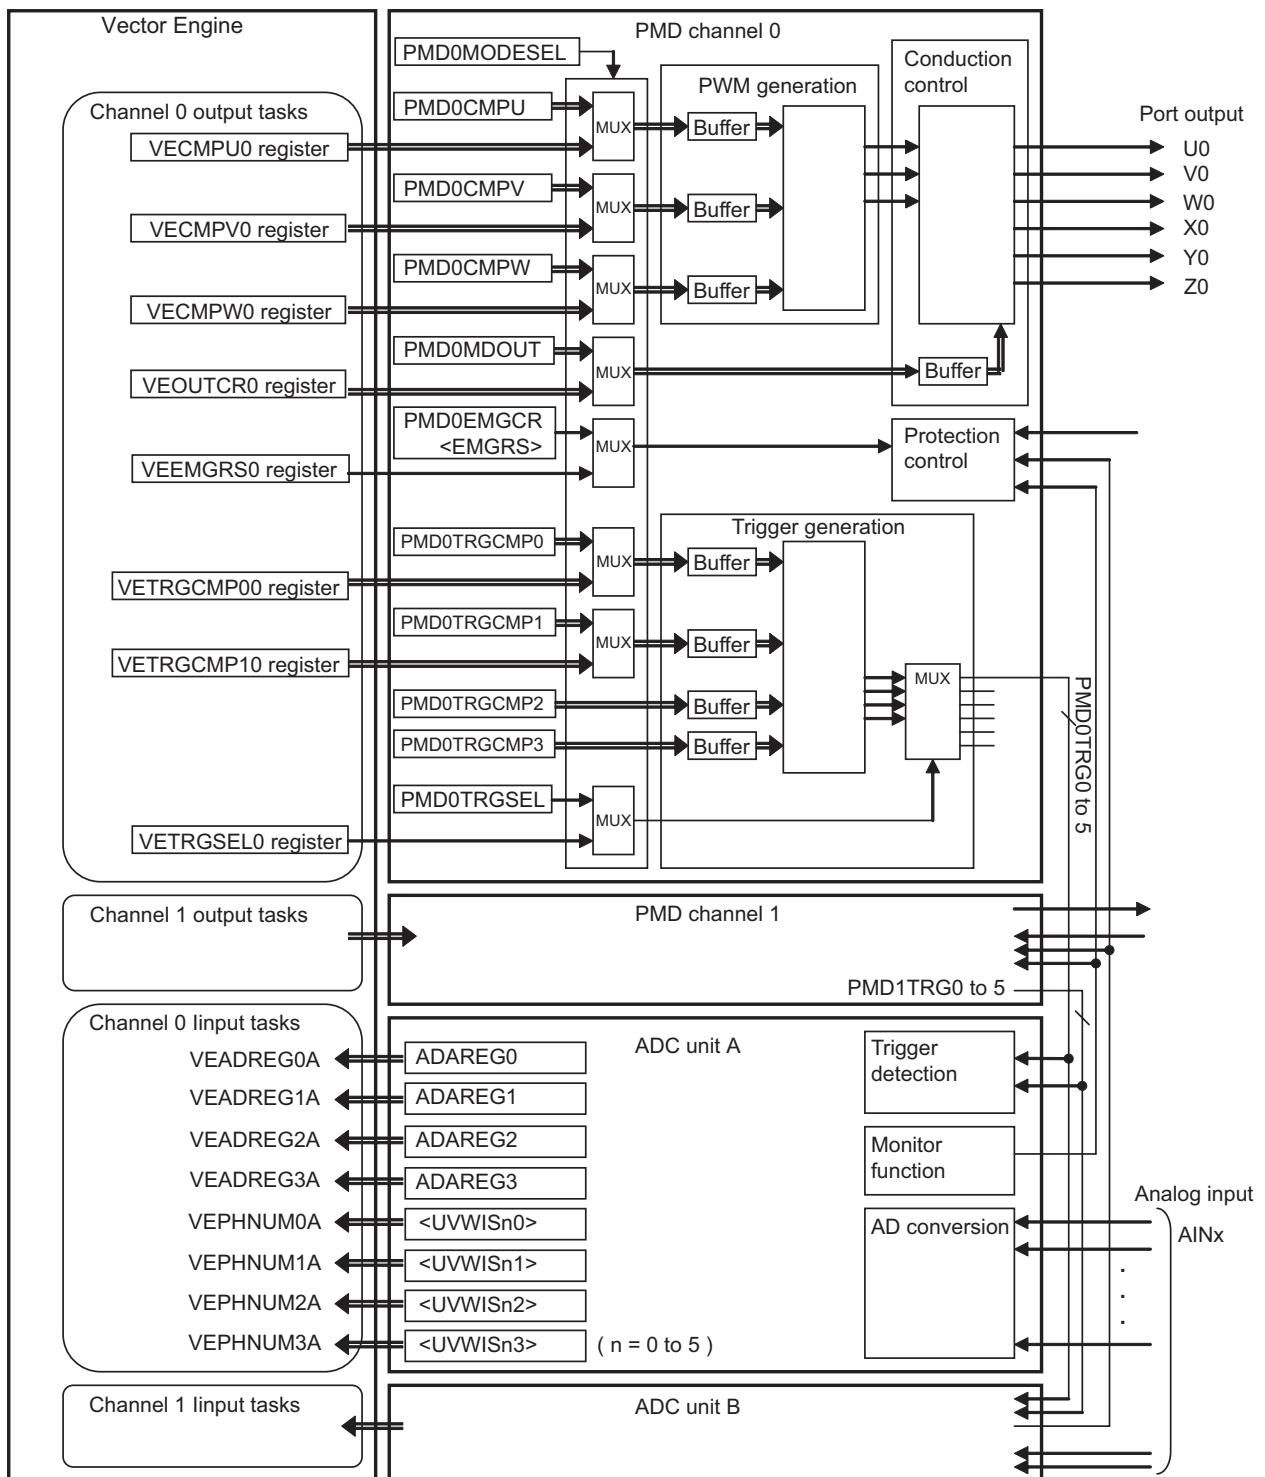 Vector Engine
PMD channel 0
PMD0MODESEL
Conduction
control
PWM generation
Channel 0 output tasks
PMD0CMPU
MUX
Buffer
Port output
VECMPU0 register
U0
V0
PMD0CMPV
MUX
Buffer
W0
VECMPV0 register
X0
Y0
PMD0CMPW
MUX
Buffer
Z0
VECMPW0 register
PMD0MDOUT
MUX
Buffer
VEOUTCR0 register
PMD0EMGCR
<EMGRS>
MUX
Protection
control
VEEMGRS0 register
Trigger generation
PMD0TRGCMP0
MUX
Buffer
VETRGCMP00 register
PMD0TRGCMP1
MUX
Buffer
VETRGCMP10 register
MUX
PMD0TRGCMP2
Buffer
PMD0TRGCMP3
Buffer
PMD0TRG0 to 5
PMD0TRGSEL
MUX
VETRGSEL0 register
Channel 1 output tasks
PMD channel 1
PMD1TRG0 to 5
Channel 0 Iinput tasks
ADC unit A
Trigger
detection
VEADREG0A
ADAREG0
VEADREG1A
ADAREG1
VEADREG2A
ADAREG2
Monitor
function
VEADREG3A
ADAREG3
Analog input
VEPHNUM0A
<UVWISn0>
AD conversion
AINx
VEPHNUM1A
<UVWISn1>
VEPHNUM2A
<UVWISn2>
VEPHNUM3A
<UVWISn3>
( n = 0 to 5 )
Channel 1 Iinput tasks
ADC unit B